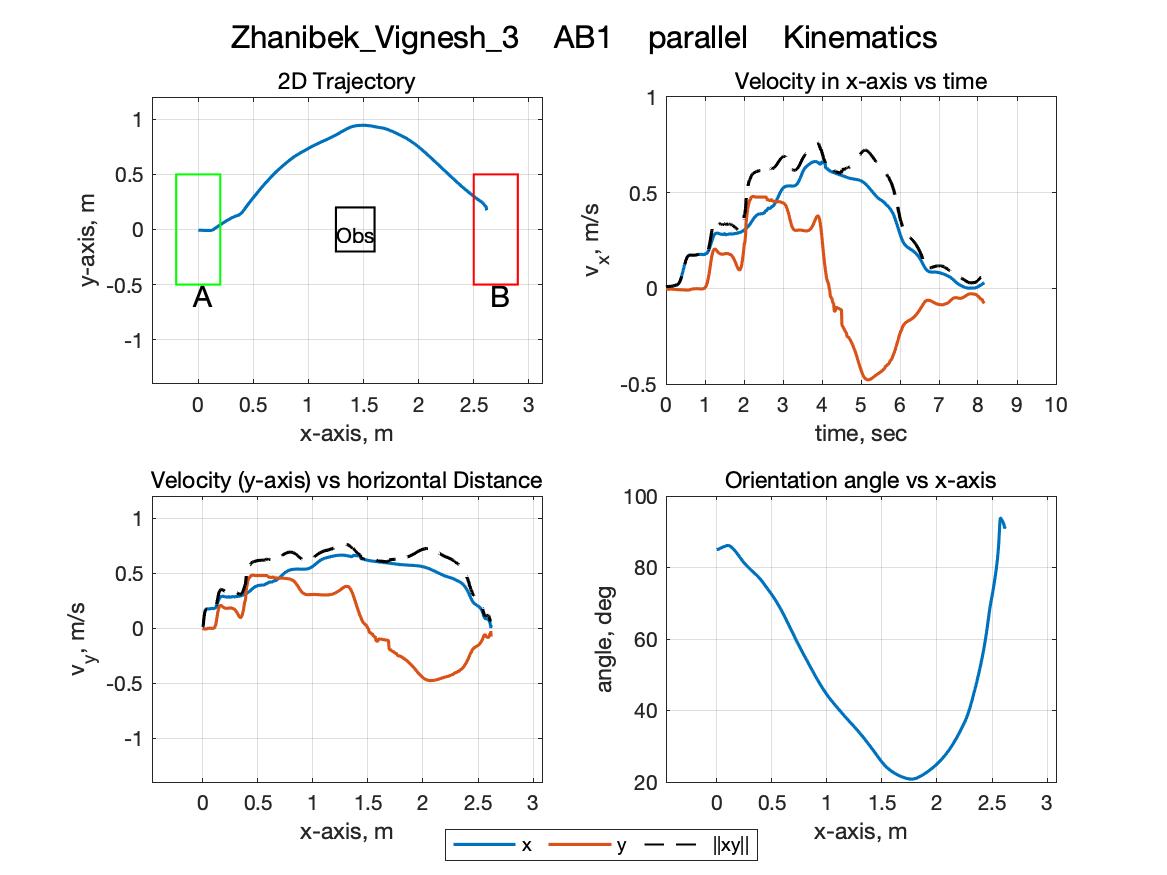 Zhanibek_Vignesh_3 AB1 parallel Kinematics
2D Trajectory
1
0.5
0
-0.5
-1
y-axis, m
A
Obs
B
0 0.5 1 1.5 2 2.5 3
x-axis, m
Velocity in x-axis vs time
1
0.5
0
-0.5
v_x, m/s
0 1 2 3 4 5 6 7 8 9 10
time, sec
Velocity (y-axis) vs horizontal Distance
1
0.5
0
-0.5
-1
v_y, m/s
0 0.5 1 1.5 2 2.5 3
x-axis, m
Orientation angle vs x-axis
100
80
60
40
20
angle, deg
0 0.5 1 1.5 2 2.5 3
x-axis, m
x y ||xy||